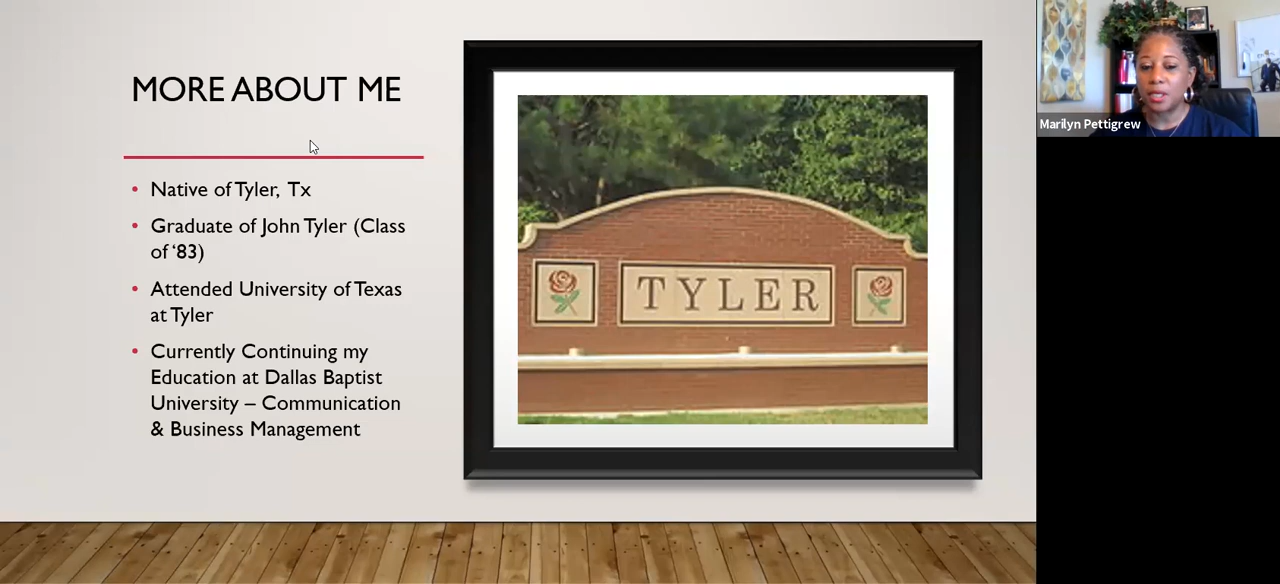 MORE ABOUT ME
• Native of Tyler, Tx
• Graduate of John Tyler (Class
of ‘83)
• Attended University of Texas
at Tyler
• Currently Continuing my
Education at Dallas Baptist
University – Communication
& Business Management
TYLER
Marilyn Pettigrew